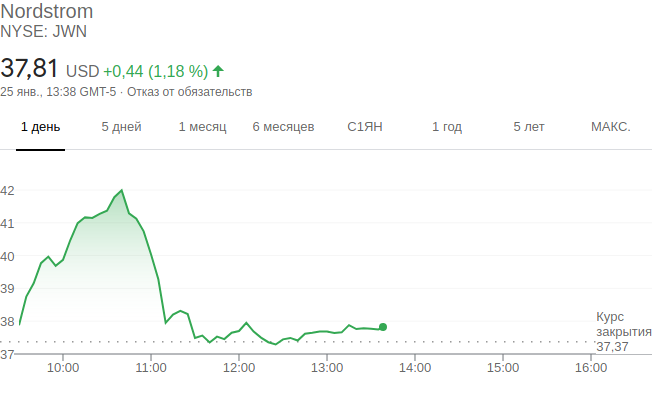 Nordstrom
NYSE: JWN
37,81 USD +0,44 (1,18 %)
25 янв., 13:38 GMT-5 · Отказ от обязательств
1 день 5 дней 1 месяц 6 месяцев С1ЯН 1 год 5 лет МАКС.
42
41
40
39
38
37
Курс
закрытия
37,37
10:00 11:00 12:00 13:00 14:00 15:00 16:00